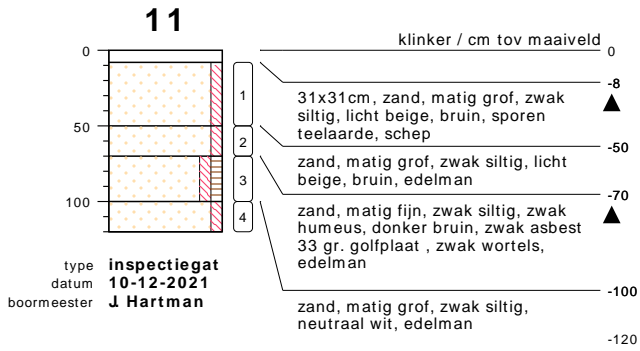 11
klinker / cm tov maaiveld
0
0
-8
1
31x31cm, zand, matig grof, zwak
siltig, licht beige, bruin, sporen
teelaarde, schep
50
-50
2
zand, matig grof, zwak siltig, licht
beige, bruin, edelman
-70
3
zand, matig fijn, zwak siltig, zwak
humeus, donker bruin, zwak asbest
33 gr. golfplaat , zwak wortels,
edelman
100
4
-100
zand, matig grof, zwak siltig,
neutraal wit, edelman
-120
type inspectiegat
datum 10-12-2021
boormeester J. Hartman